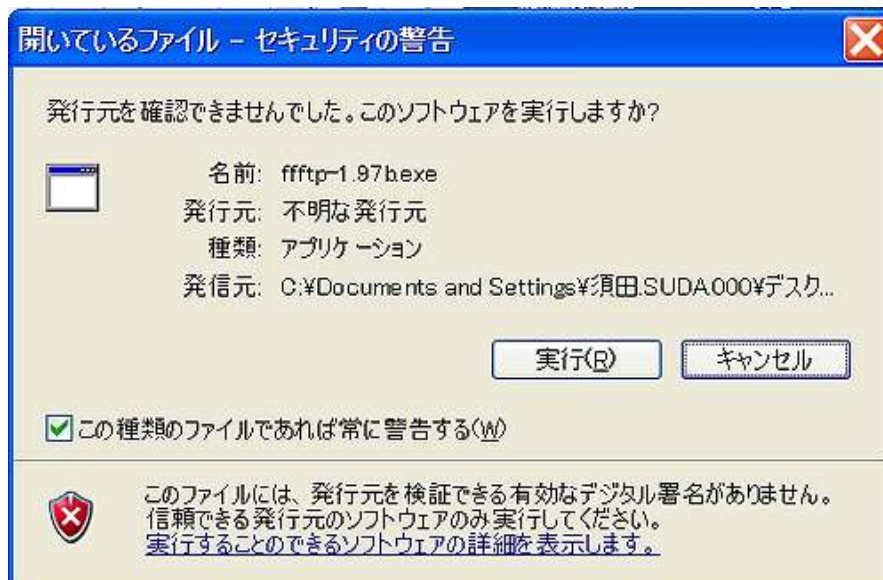 開いているファイル - セキュリティの警告
発行元を確認できませんでした。このソフトウェアを実行しますか?
名前: ffftp-1.97b.exe
発行元: 不明な発行元
種類: アプリケーション
発信元: C:¥Documents and Settings¥須田.SUDA000¥デスク...
実行(R) キャンセル
この種類のファイルであれば常に警告する(W)
このファイルには、発行元を検証できる有効なデジタル署名がありません。
信頼できる発行元のソフトウェアのみ実行してください。
実行することのできるソフトウェアの詳細を表示します。